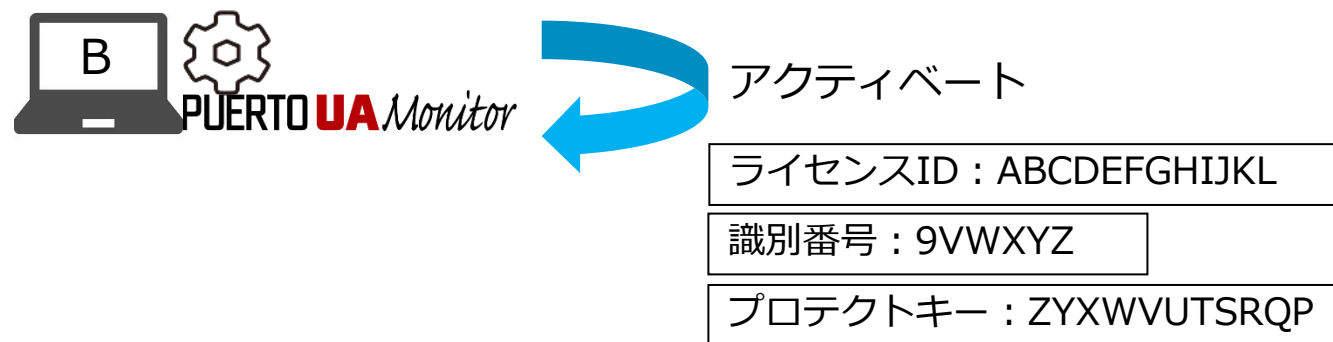 B
PUERTO UA Monitor
アクティベート
ライセンスID：ABCDEFGHIJKL
識別番号：9VWXYZ
プロテクトキー：ZYXWVUTSRQP